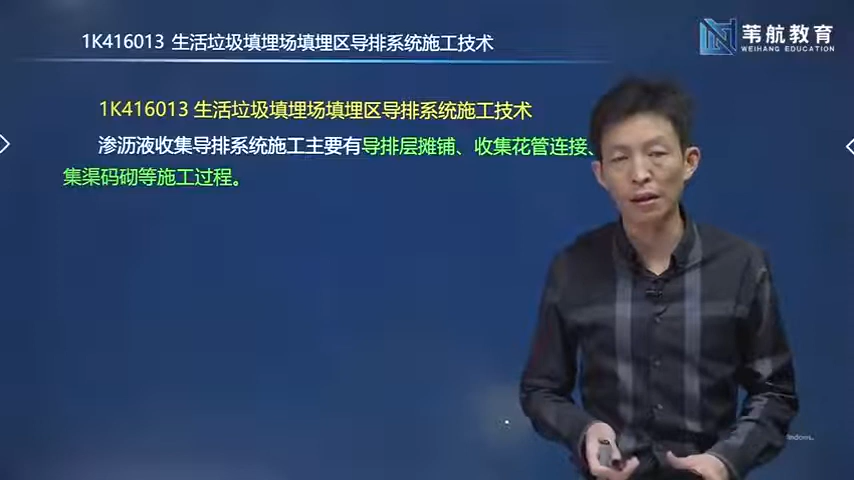 1K416013 生活垃圾填埋场填埋区导排系统施工技术
苇航教育
WEIHANG EDUCATION
1K416013 生活垃圾填埋场填埋区导排系统施工技术
渗沥液收集导排系统施工主要有导排层摊铺、收集花管连接、
集渠码砌等施工过程。